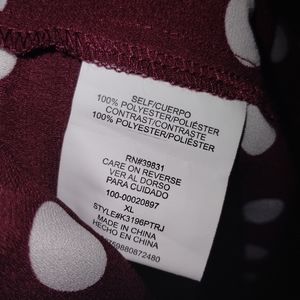 SELF/CUERPO
100% POLYESTER/POLIÉSTER
CONTRAST/CONTRASTE
100% POLYESTER/POLIÉSTER
RN#39831
CARE ON REVERSE
VER AL DORSO
PARA CUIDADO
100-00020897
XL
STYLE#K3196PTRJ
MADE IN CHINA
HECHO EN CHINA